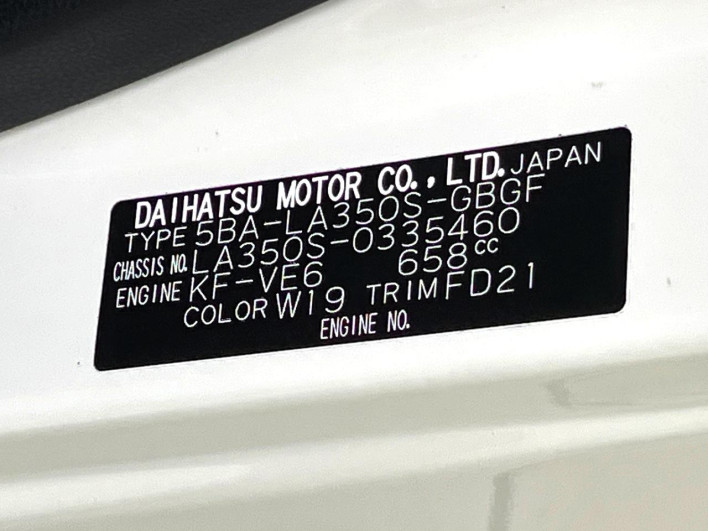 DAIHATSU MOTOR CO., LTD. JAPAN
TYPE 5BA-LA350S-GBGF
CHASSIS NO. LA350S-0335460
ENGINE KF-VE6 658cc
COLOR W19 TRIM FD21
ENGINE NO.